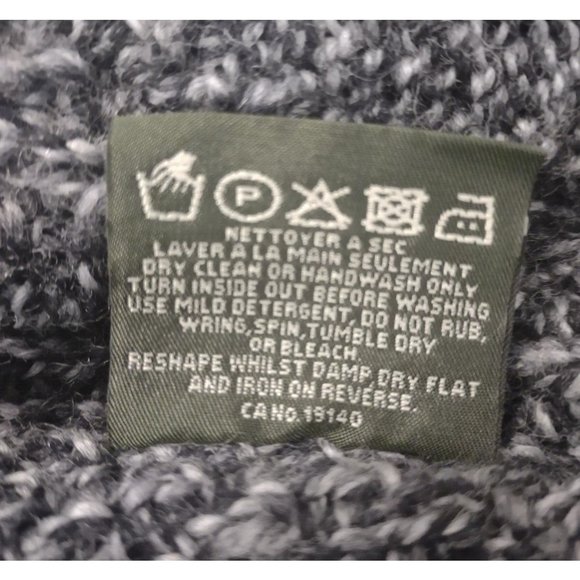 P
NETTOYER A SEC
LAVER A LA MAIN SEULEMENT
DRY CLEAN OR HANDWASH ONLY
TURN INSIDE OUT BEFORE WASHING
USE MILD DETERGENT, DO NOT RUB,
WRING, SPIN, TUMBLE DRY
OR BLEACH.
RESHAPE WHILST DAMP, DRY FLAT
AND IRON ON REVERSE.
CA No. 19140